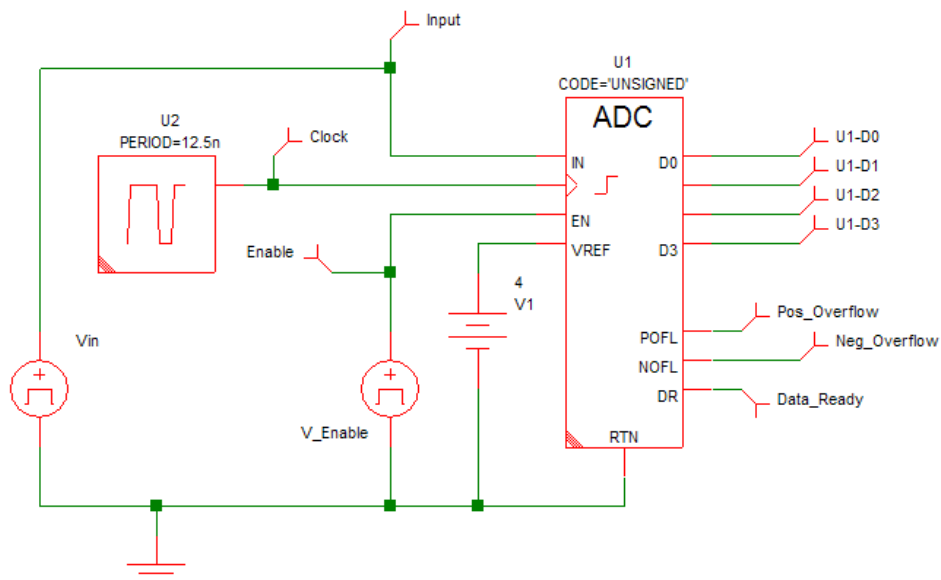 Input
U1
CODE='UNSIGNED'
ADC
U2
PERIOD=12.5n
Clock
IN
D0
U1-D0
U1-D1
EN
U1-D2
VREF
D3
U1-D3
Enable
4
V1
Pos_Overflow
POFL
Neg_Overflow
NOFL
Vin
DR
Data_Ready
V_Enable
RTN